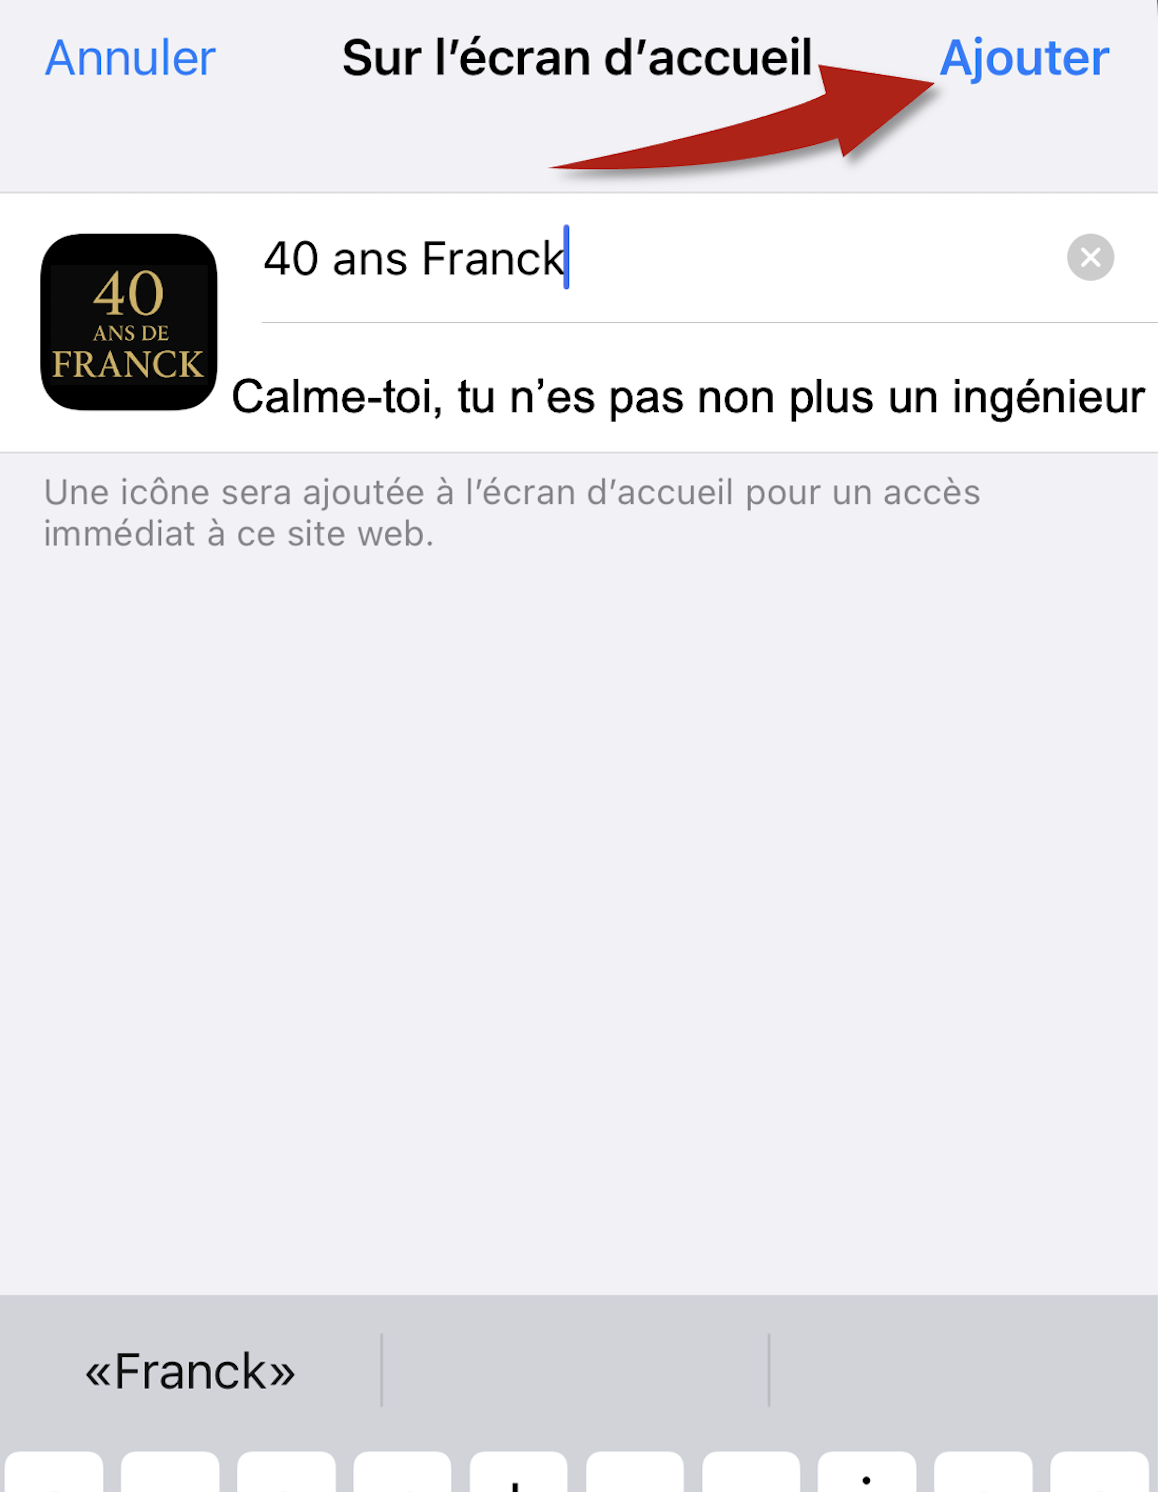 Annuler
Sur l’écran d’accueil
Ajouter
40 ans Franck
40
ANS DE
FRANCK
Calme-toi, tu n’es pas non plus un ingénieur
Une icône sera ajoutée à l’écran d’accueil pour un accès
immédiat à ce site web.
«Franck»